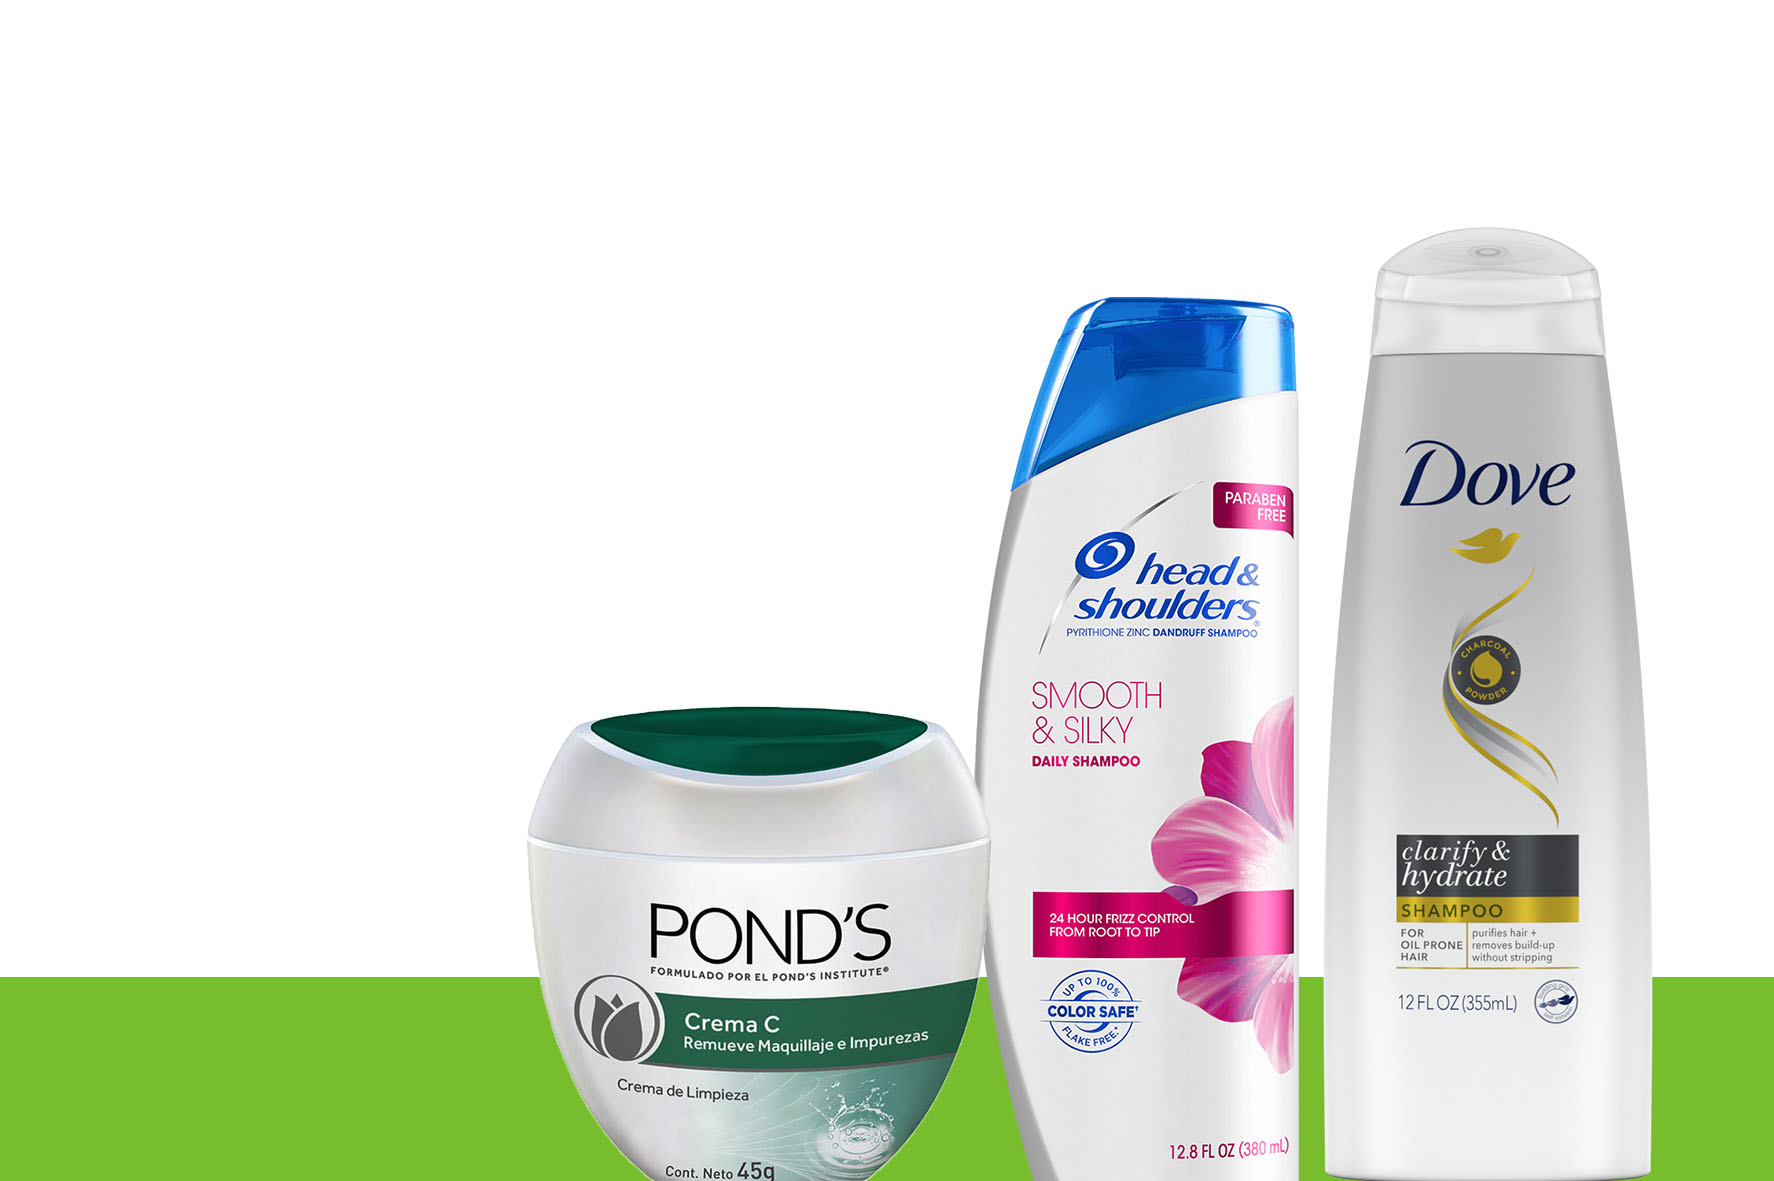 POND'S
FORMULADO POR EL POND'S INSTITUTE®
Crema C
Remueve Maquillaje e Impurezas
Crema de Limpieza
Cont. Neto 45g
PARABEN
FREE
head &
shoulders®
PYRITHIONE ZINC DANDRUFF SHAMPOO
SMOOTH
& SILKY
DAILY SHAMPOO
24 HOUR FRIZZ CONTROL
FROM ROOT TO TIP
UP TO 100%
COLOR SAFE†
FLAKE FREE*
12.8 FL OZ (380 mL)
Dove
CHARCOAL
POWDER
clarify &
hydrate
SHAMPOO
FOR
OIL PRONE
HAIR
purifies hair +
removes build-up
without stripping
12 FL OZ (355mL)